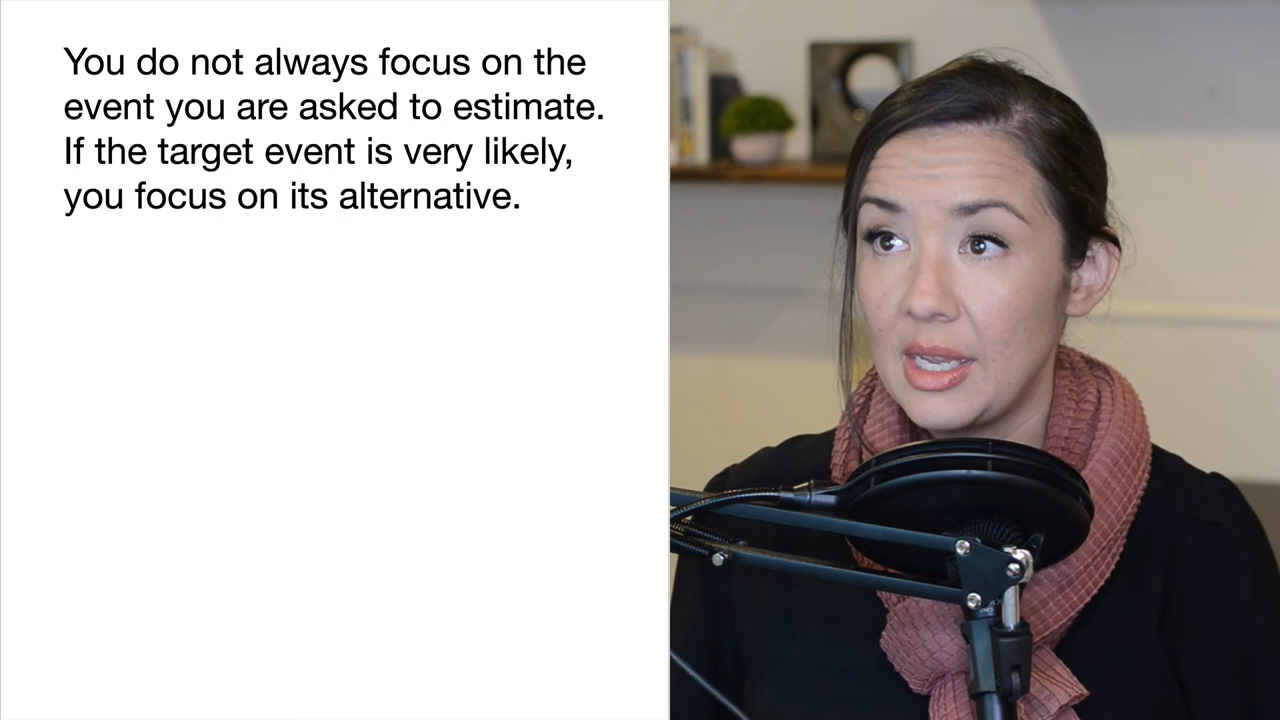 You do not always focus on the
event you are asked to estimate.
If the target event is very likely,
you focus on its alternative.